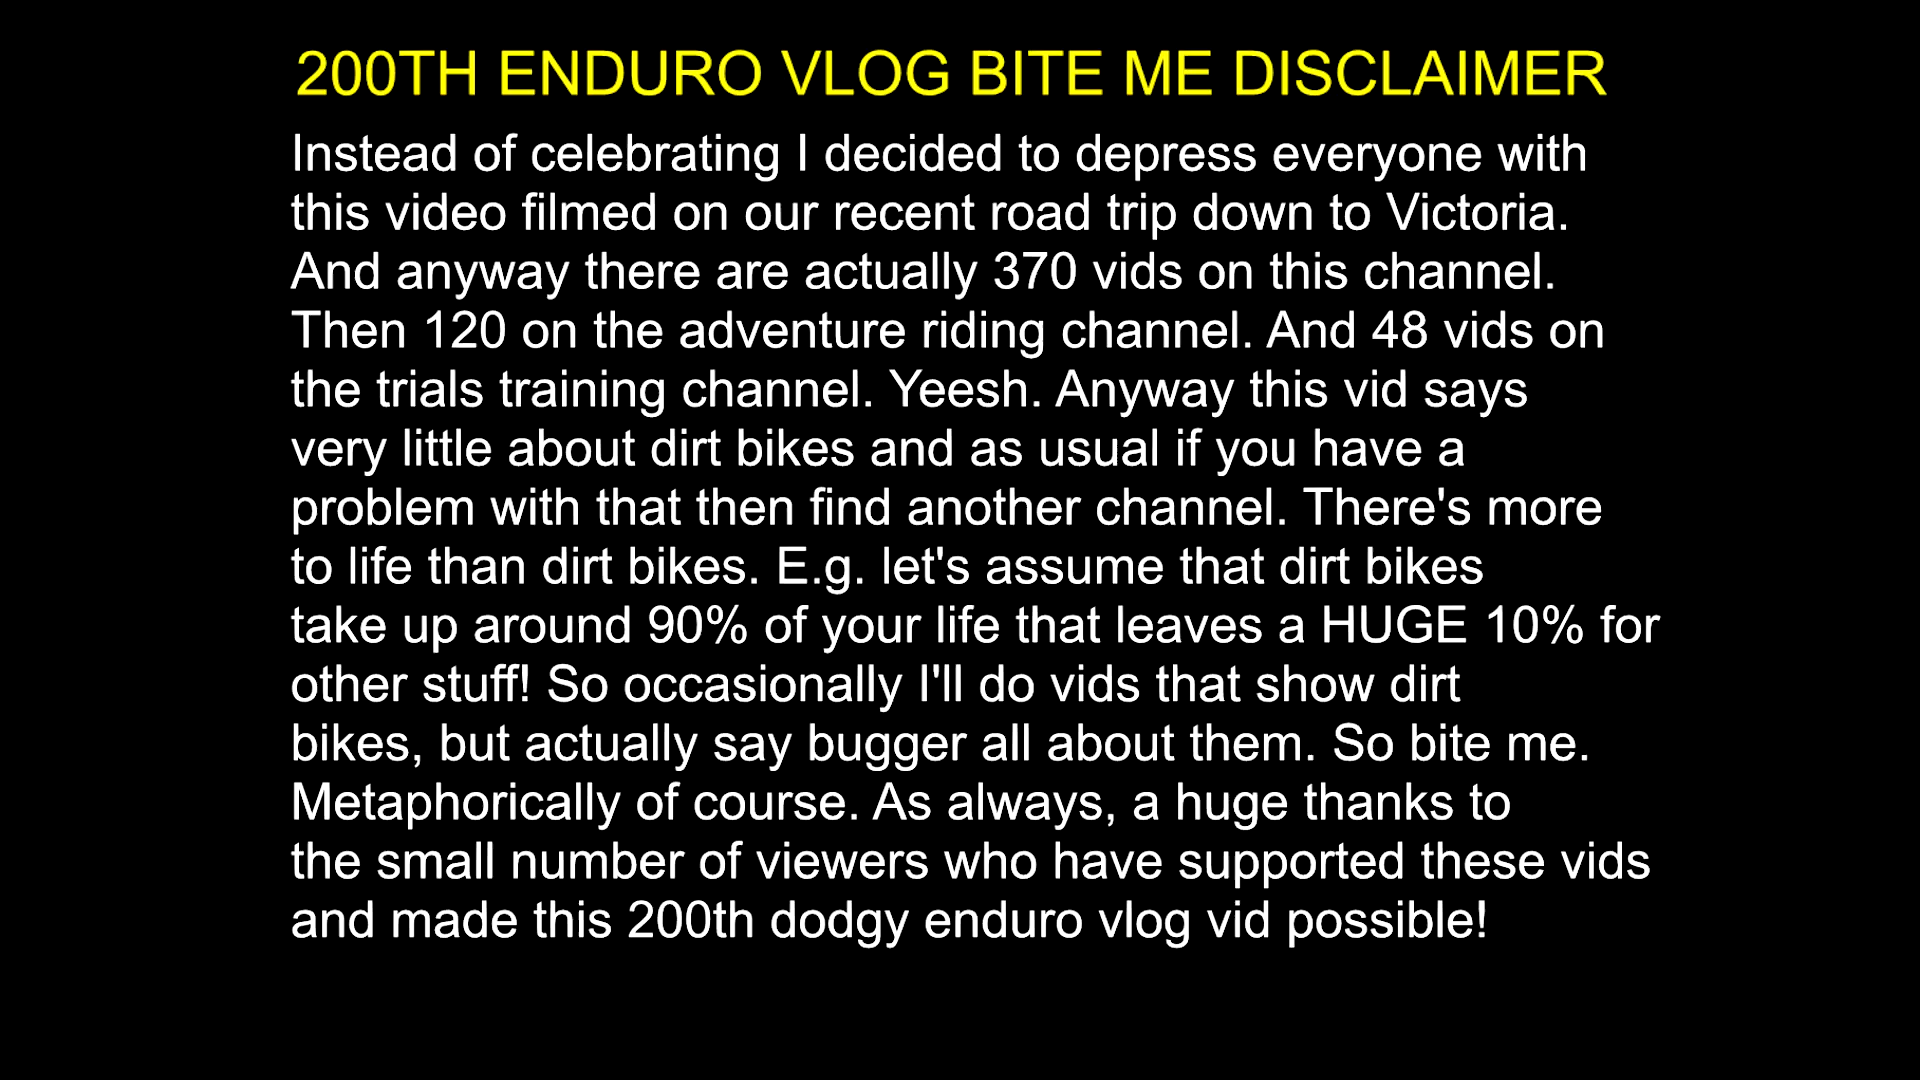 200TH ENDURO VLOG BITE ME DISCLAIMER
Instead of celebrating I decided to depress everyone with
this video filmed on our recent road trip down to Victoria.
And anyway there are actually 370 vids on this channel.
Then 120 on the adventure riding channel. And 48 vids on
the trials training channel. Yeesh. Anyway this vid says
very little about dirt bikes and as usual if you have a
problem with that then find another channel. There's more
to life than dirt bikes. E.g. let's assume that dirt bikes
take up around 90% of your life that leaves a HUGE 10% for
other stuff! So occasionally I'll do vids that show dirt
bikes, but actually say bugger all about them. So bite me.
Metaphorically of course. As always, a huge thanks to
the small number of viewers who have supported these vids
and made this 200th dodgy enduro vlog vid possible!